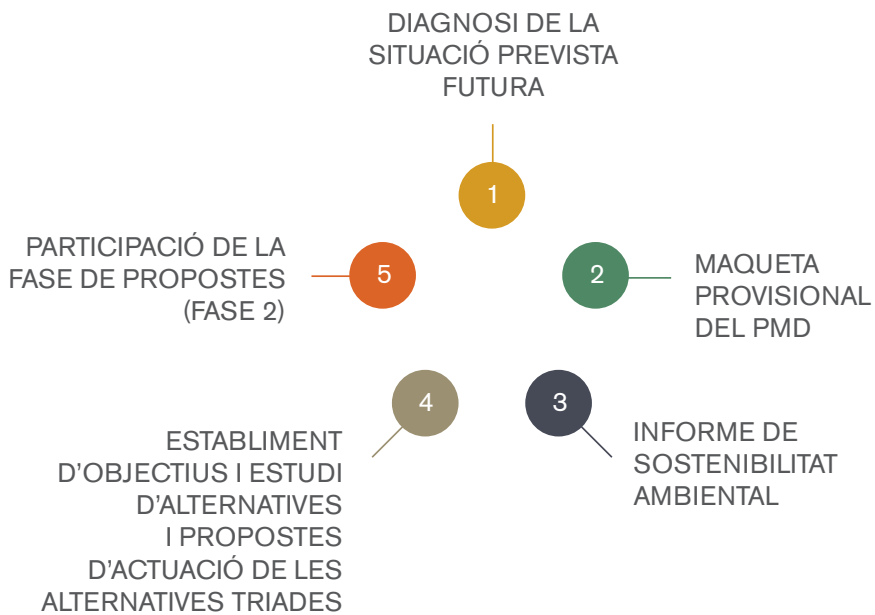 DIAGNOSI DE LA
SITUACIÓ PREVISTA
FUTURA
1
2
MAQUETA
PROVISIONAL
DEL PMD
3
INFORME DE
SOSTENIBILITAT
AMBIENTAL
4
ESTABLIMENT
D’OBJECTIUS I ESTUDI
D’ALTERNATIVES
I PROPOSTES
D’ACTUACIÓ DE LES
ALTERNATIVES TRIADES
5
PARTICIPACIÓ DE LA
FASE DE PROPOSTES
(FASE 2)